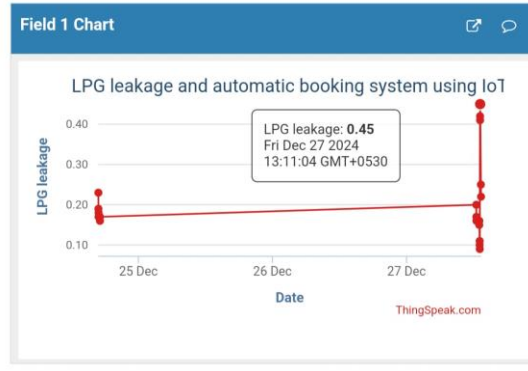 Field 1 Chart
LPG leakage and automatic booking system using IoT
LPG leakage: 0.45
Fri Dec 27 2024
13:11:04 GMT+0530
LPG leakage
0.40
0.30
0.20
0.10
25 Dec
26 Dec
27 Dec
Date
ThingSpeak.com